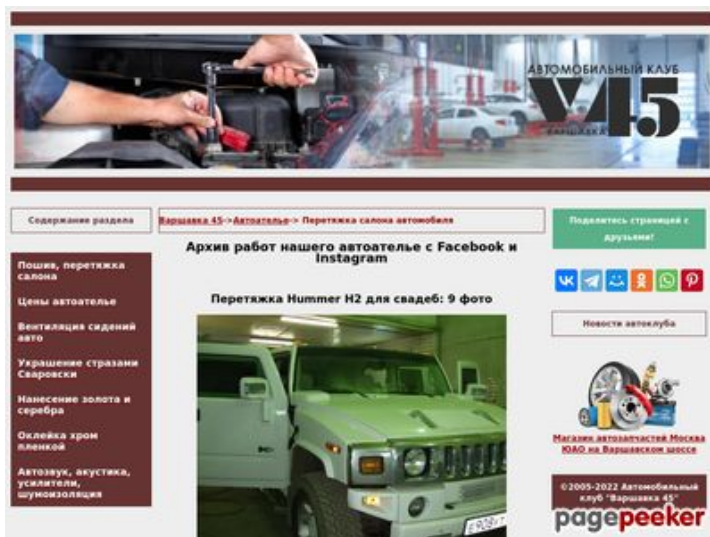 АВТОМОБИЛЬНЫЙ КЛУБ
V45
ВАРШАВКА
Содержание раздела
Пошив, перетяжка
салона
Цены автоателье
Вентиляция сидений
авто
Украшение стразами
Сваровски
Нанесение золота и
серебра
Оклейка хром
пленкой
Автозвук, акустика,
усилители,
шумоизоляция
Варшавка 45->Автоателье-> Перетяжка салона автомобиля
Архив работ нашего автоателье с Facebook и
Instagram
Перетяжка Hummer H2 для свадеб: 9 фото
Поделитесь страницей с
друзьями!
Новости автоклуба
Магазин автозапчастей Москва
ЮАО на Варшавском шоссе
©2005-2022 Автомобильный
клуб "Варшавка 45"
pagepeeker